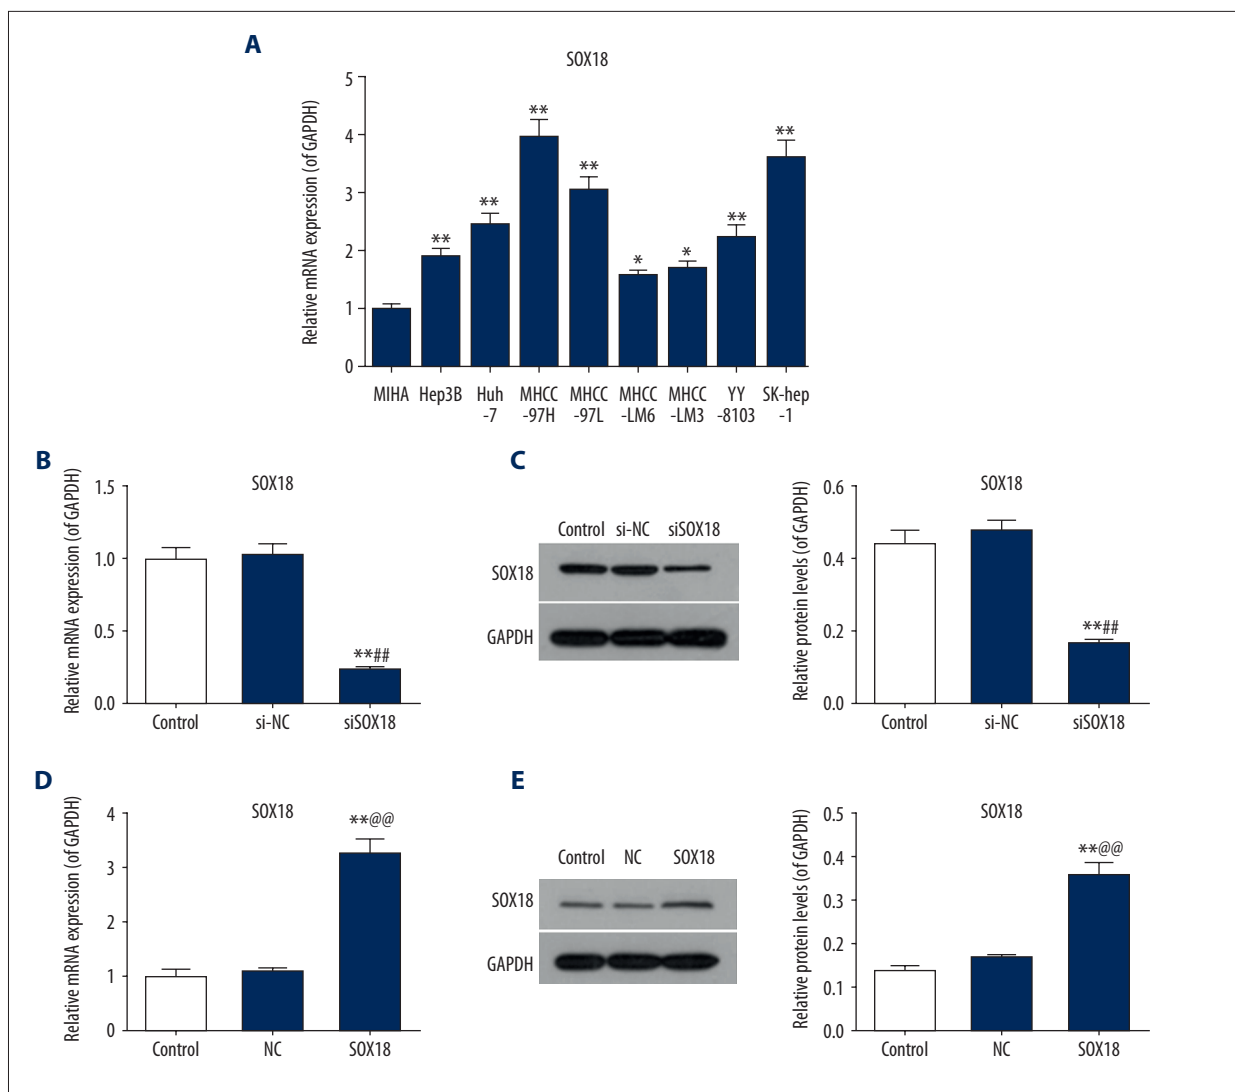 A
SOX18
Relative mRNA expression (of GAPDH)
5
4
3
2
1
0
**
**
**
**
*
*
**
**
MIHA Hep3B Huh MHCC MHCC MHCC MHCC YY SK-hep
-7 -97H -97L -LM6 -LM3 -8103 -1
B
SOX18
Relative mRNA expression (of GAPDH)
1.5
1.0
0.5
0.0
**##
Control si-NC siSOX18
C
Control si-NC siSOX18
SOX18
GAPDH
SOX18
Relative protein levels (of GAPDH)
0.6
0.4
0.2
0.0
**##
Control si-NC siSOX18
D
SOX18
Relative mRNA expression (of GAPDH)
4
3
2
1
0
**@@
Control NC SOX18
E
Control NC SOX18
SOX18
GAPDH
SOX18
Relative protein levels (of GAPDH)
0.5
0.4
0.3
0.2
0.1
0.0
**@@
Control NC SOX18